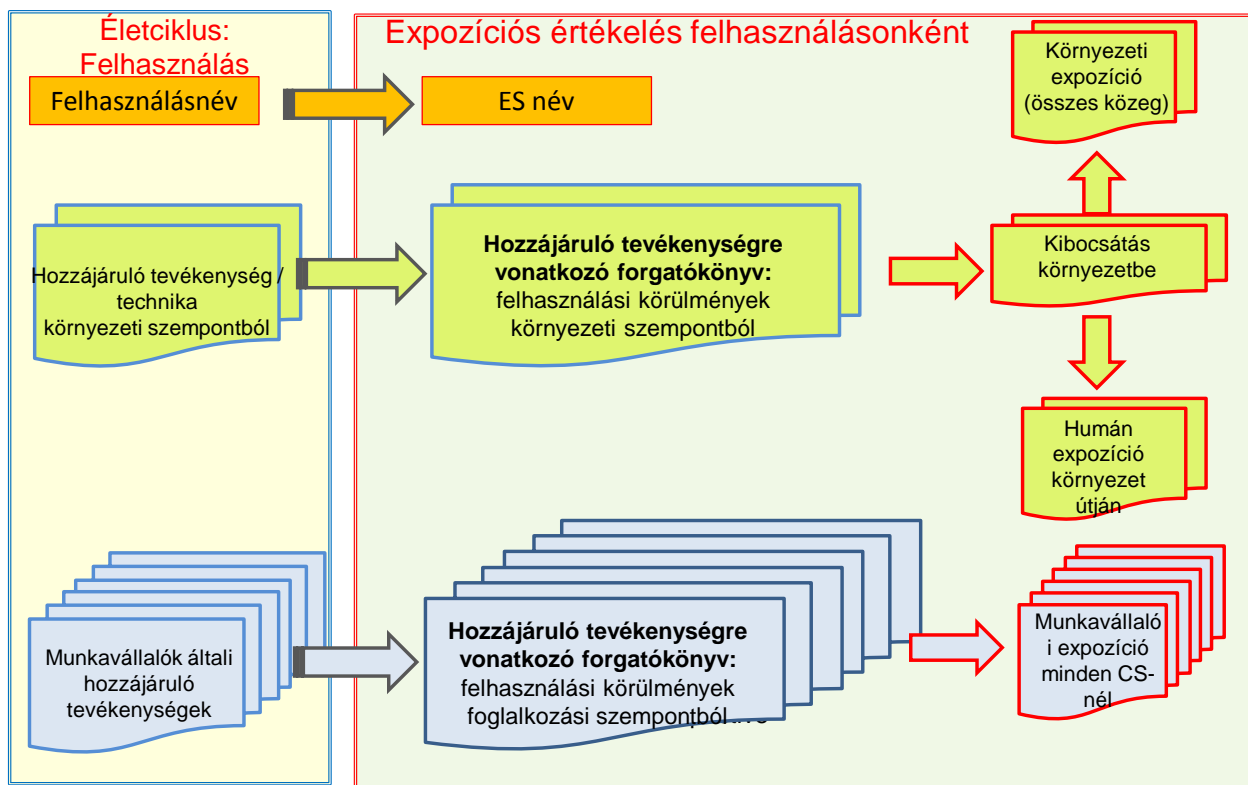 Életciklus:
Felhasználás
Felhasználásnév
Expozíciós értékelés felhasználásonként
ES név
Környezeti
expozíció
(összes közeg)
Hozzájáruló tevékenység /
technika
környezeti szempontból
Hozzájáruló tevékenységre
vonatkozó forgatókönyv:
felhasználási körülmények
környezeti szempontból
Kibocsátás
környezetbe
Humán
expozíció
környezet
útján
Munkavállalók általi
hozzájáruló
tevékenységek
Hozzájáruló tevékenységre
vonatkozó forgatókönyv:
felhasználási körülmények
foglalkozási szempontból
Munkavállaló
i expozíció
minden CS-
nél